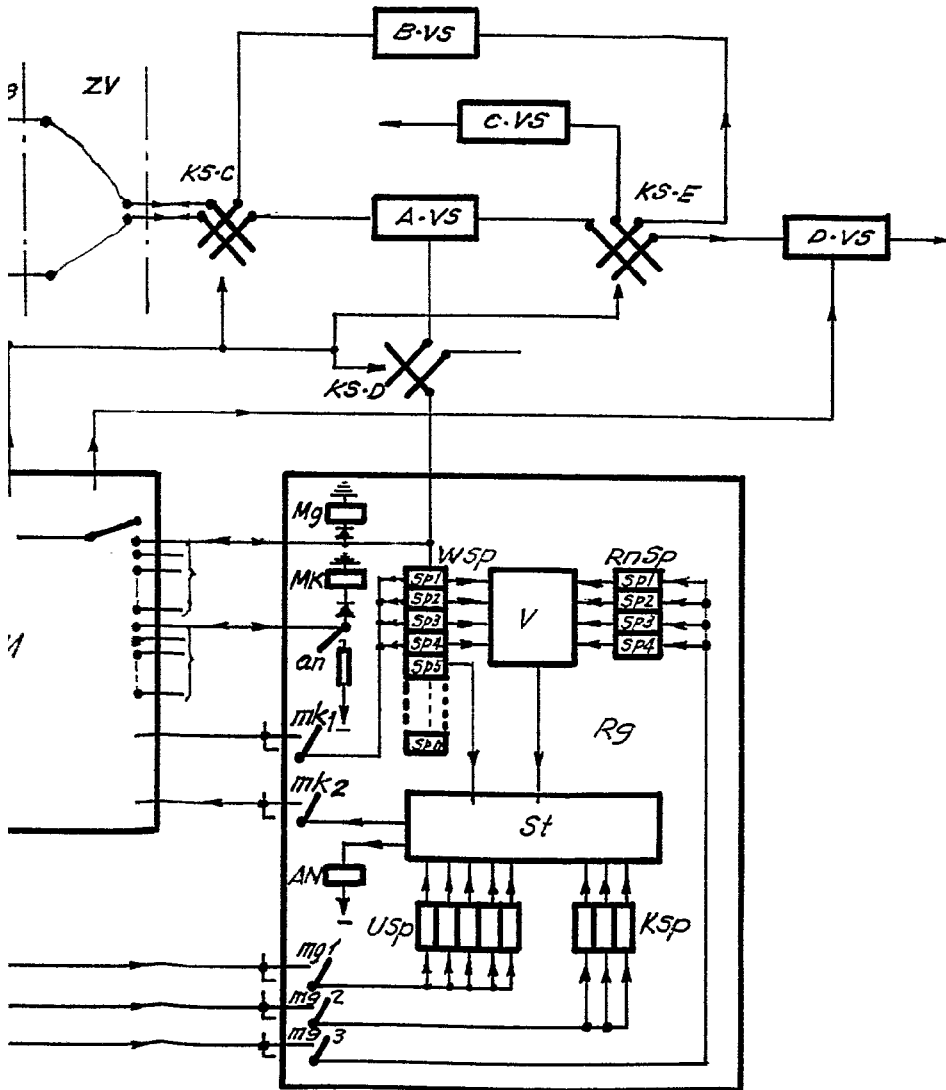 B·VS
ZV
C·VS
KS·C
KS·E
A·VS
D·VS
KS·D
Mg
WSp
RnSp
MK
Sp1
Sp2
Sp3
Sp4
Sp5
Spn
V
Sp1
Sp2
Sp3
Sp4
an
mk1
Rg
mk2
St
AN
USp
KSp
mg1
mg2
mg3